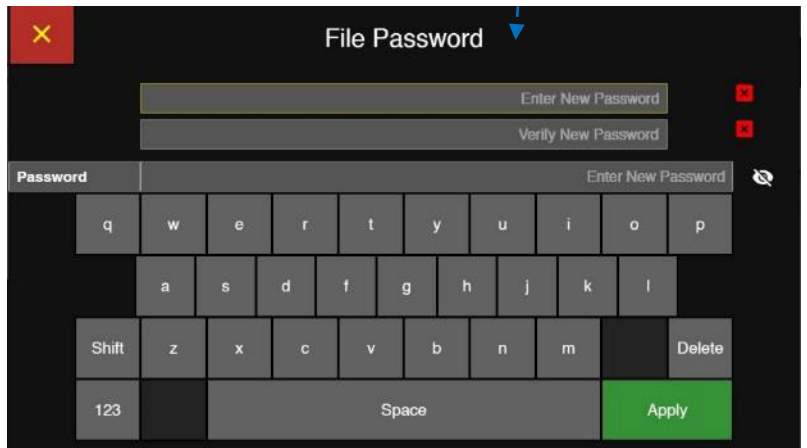 File Password
Enter New Password
Verify New Password
Password Enter New Password
q w e r t y u i o p
a s d f g h j k l
Shift z x c v b n m Delete
123 Space Apply